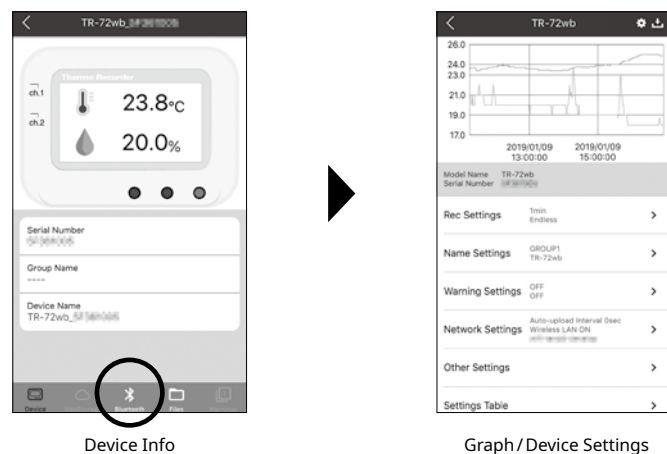 TR-72wb_
Thermo Recorder
ch.1
ch.2
23.8°C
20.0%
Serial Number
Group Name
----
Device Name
TR-72wb_
Device
Bluetooth
Files
Device Info
TR-72wb
26.0
24.0
23.0
21.0
19.0
17.0
2019/01/09 2019/01/09
13:00:00 15:00:00
Model Name TR-72wb
Serial Number
Rec Settings 1min
Endless
Name Settings GROUP1
TR-72wb
Warning Settings OFF
OFF
Network Settings Auto-upload Interval 0sec
Wireless LAN ON
Other Settings
Settings Table
Graph/Device Settings